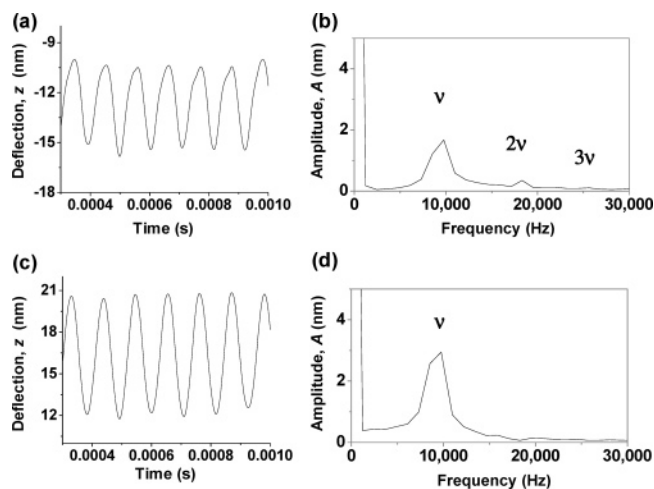 (a)
Deflection, z (nm)
-9
-12
-15
-18
0.0004 0.0006 0.0008 0.0010
Time (s)
(b)
Amplitude, A (nm)
4
2
0
0 10,000 20,000 30,000
Frequency (Hz)
ν
2ν
3ν
(c)
Deflection, z (nm)
21
18
15
12
0.0004 0.0006 0.0008 0.0010
Time (s)
(d)
Amplitude, A (nm)
4
2
0
0 10,000 20,000 30,000
Frequency (Hz)
ν